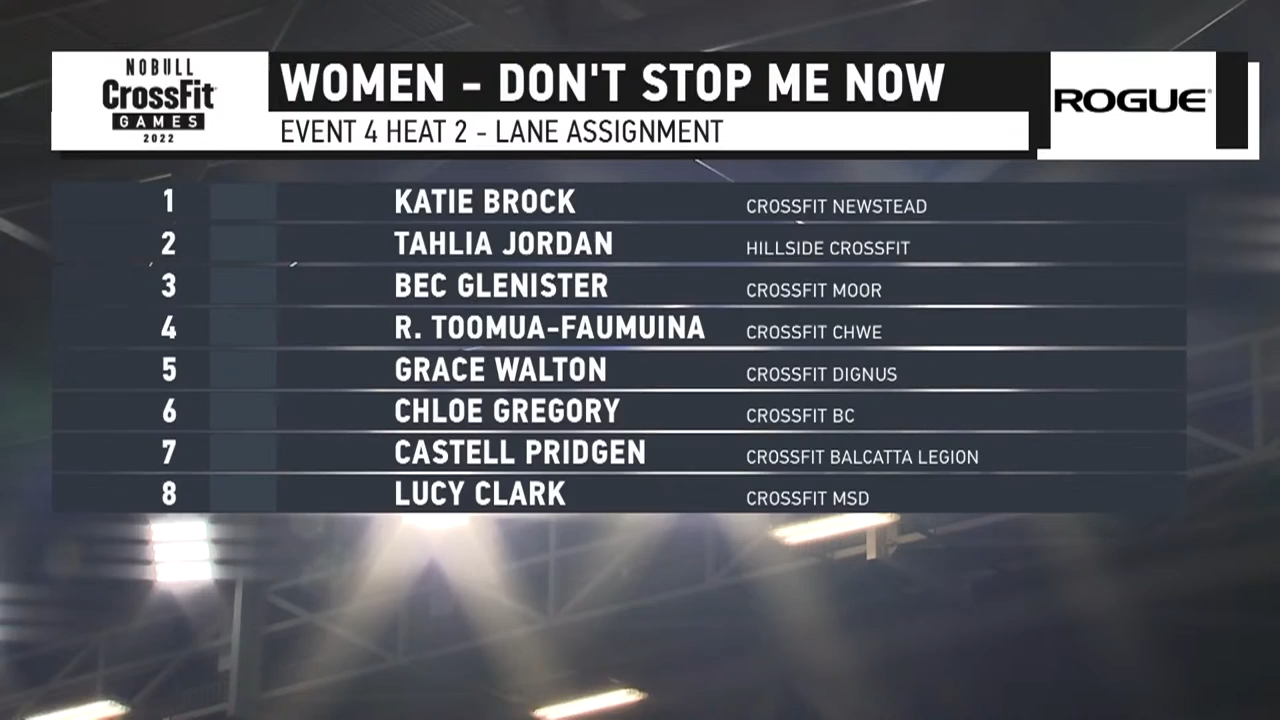 NOBULL
CrossFit
GAMES
2022
WOMEN - DON'T STOP ME NOW
EVENT 4 HEAT 2 - LANE ASSIGNMENT
ROGUE®
1 KATIE BROCK CROSSFIT NEWSTEAD
2 TAHLIA JORDAN HILLSIDE CROSSFIT
3 BEC GLENISTER CROSSFIT MOOR
4 R. TOOMUA-FAUMUINA CROSSFIT CHWE
5 GRACE WALTON CROSSFIT DIGNUS
6 CHLOE GREGORY CROSSFIT BC
7 CASTELL PRIDGEN CROSSFIT BALCATTA LEGION
8 LUCY CLARK CROSSFIT MSD